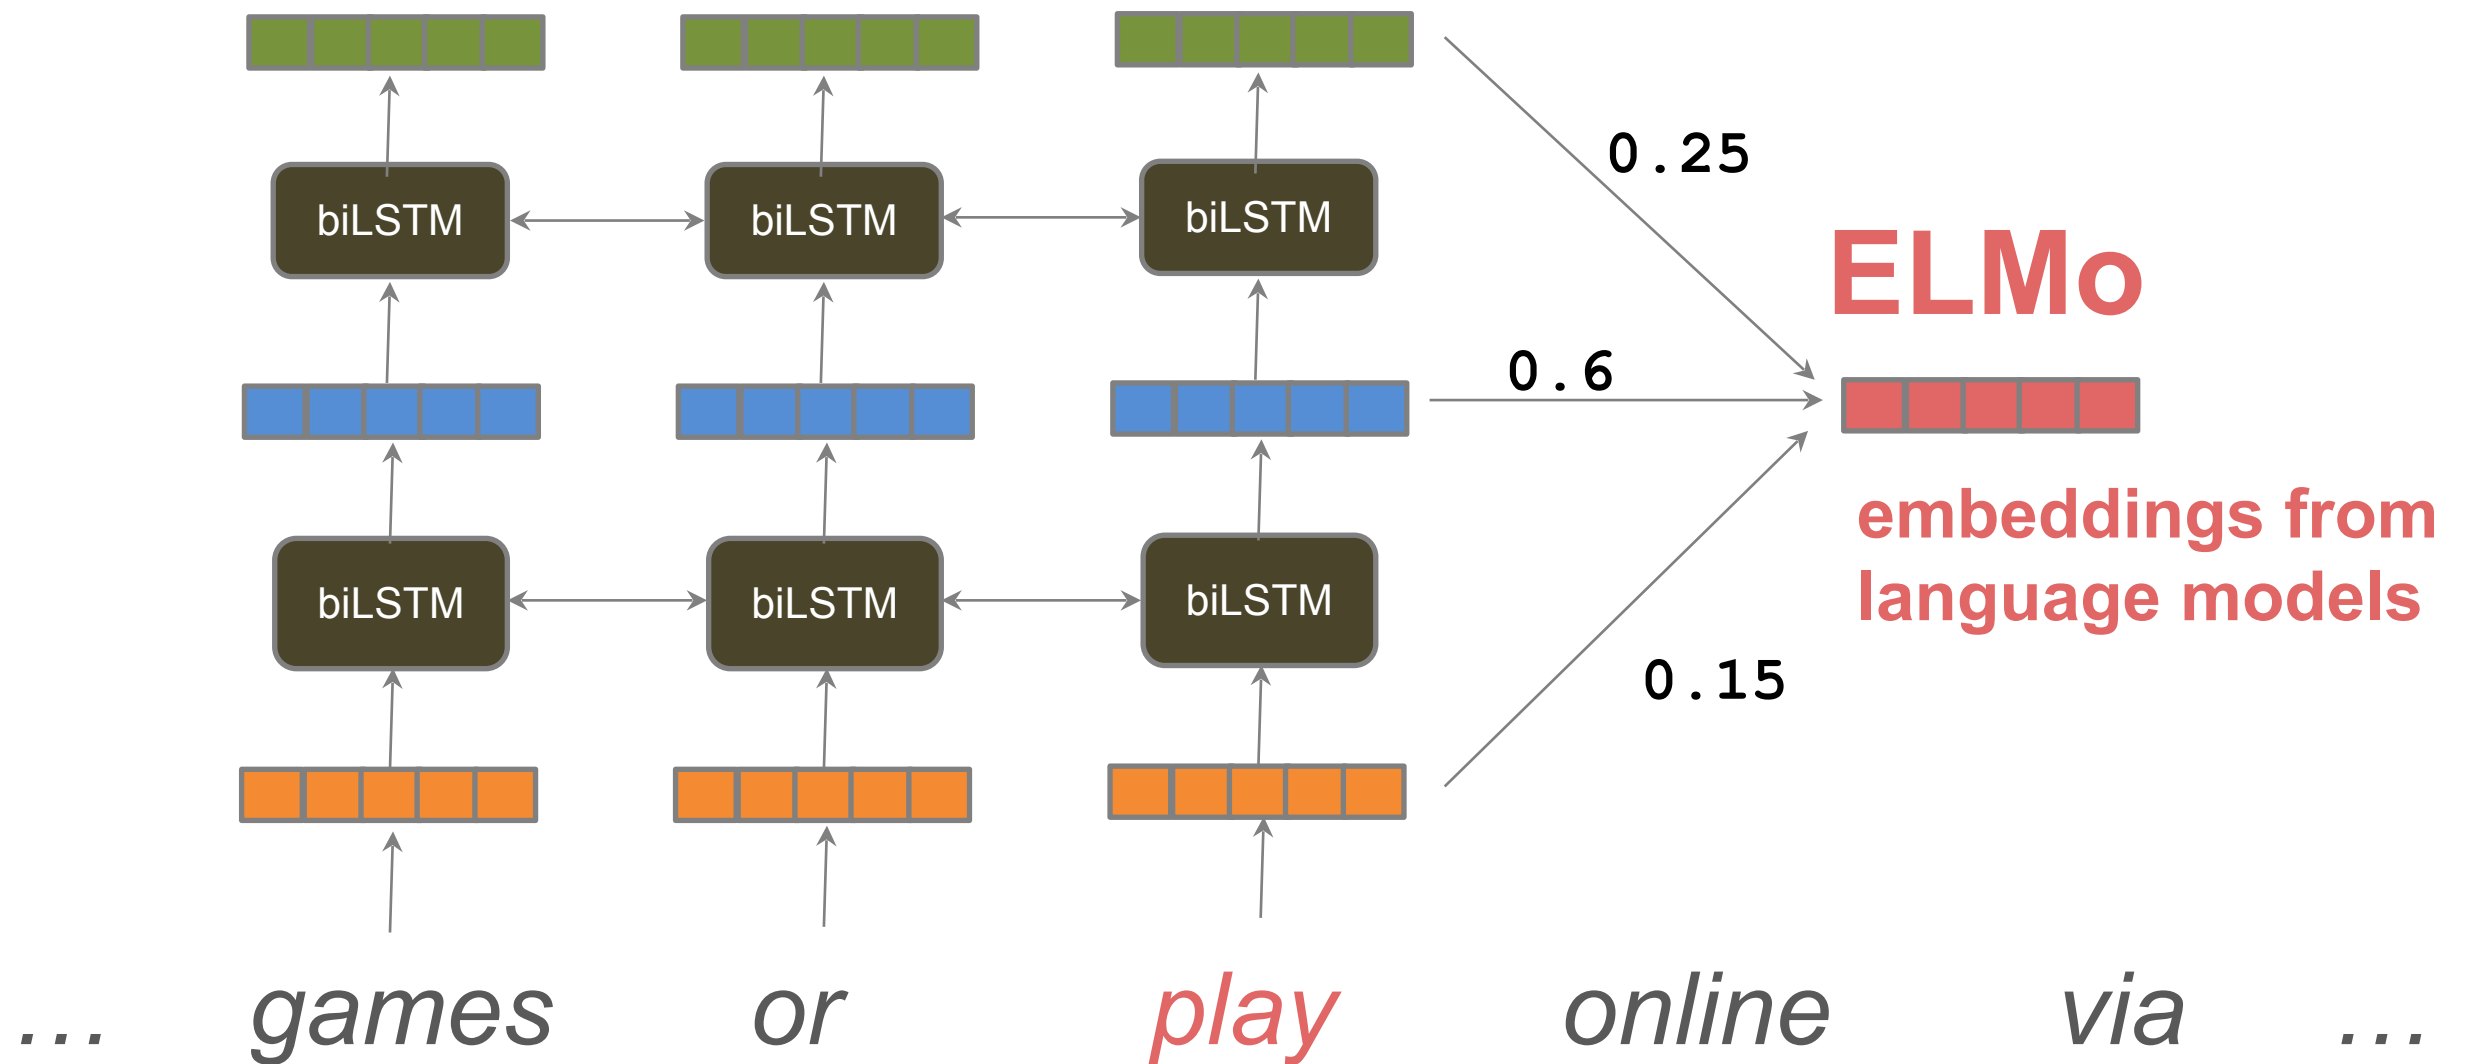 biLSTM biLSTM biLSTM
0.25
ELMo
0.6
embeddings from
language models
biLSTM biLSTM biLSTM
0.15
... games or play online via ...